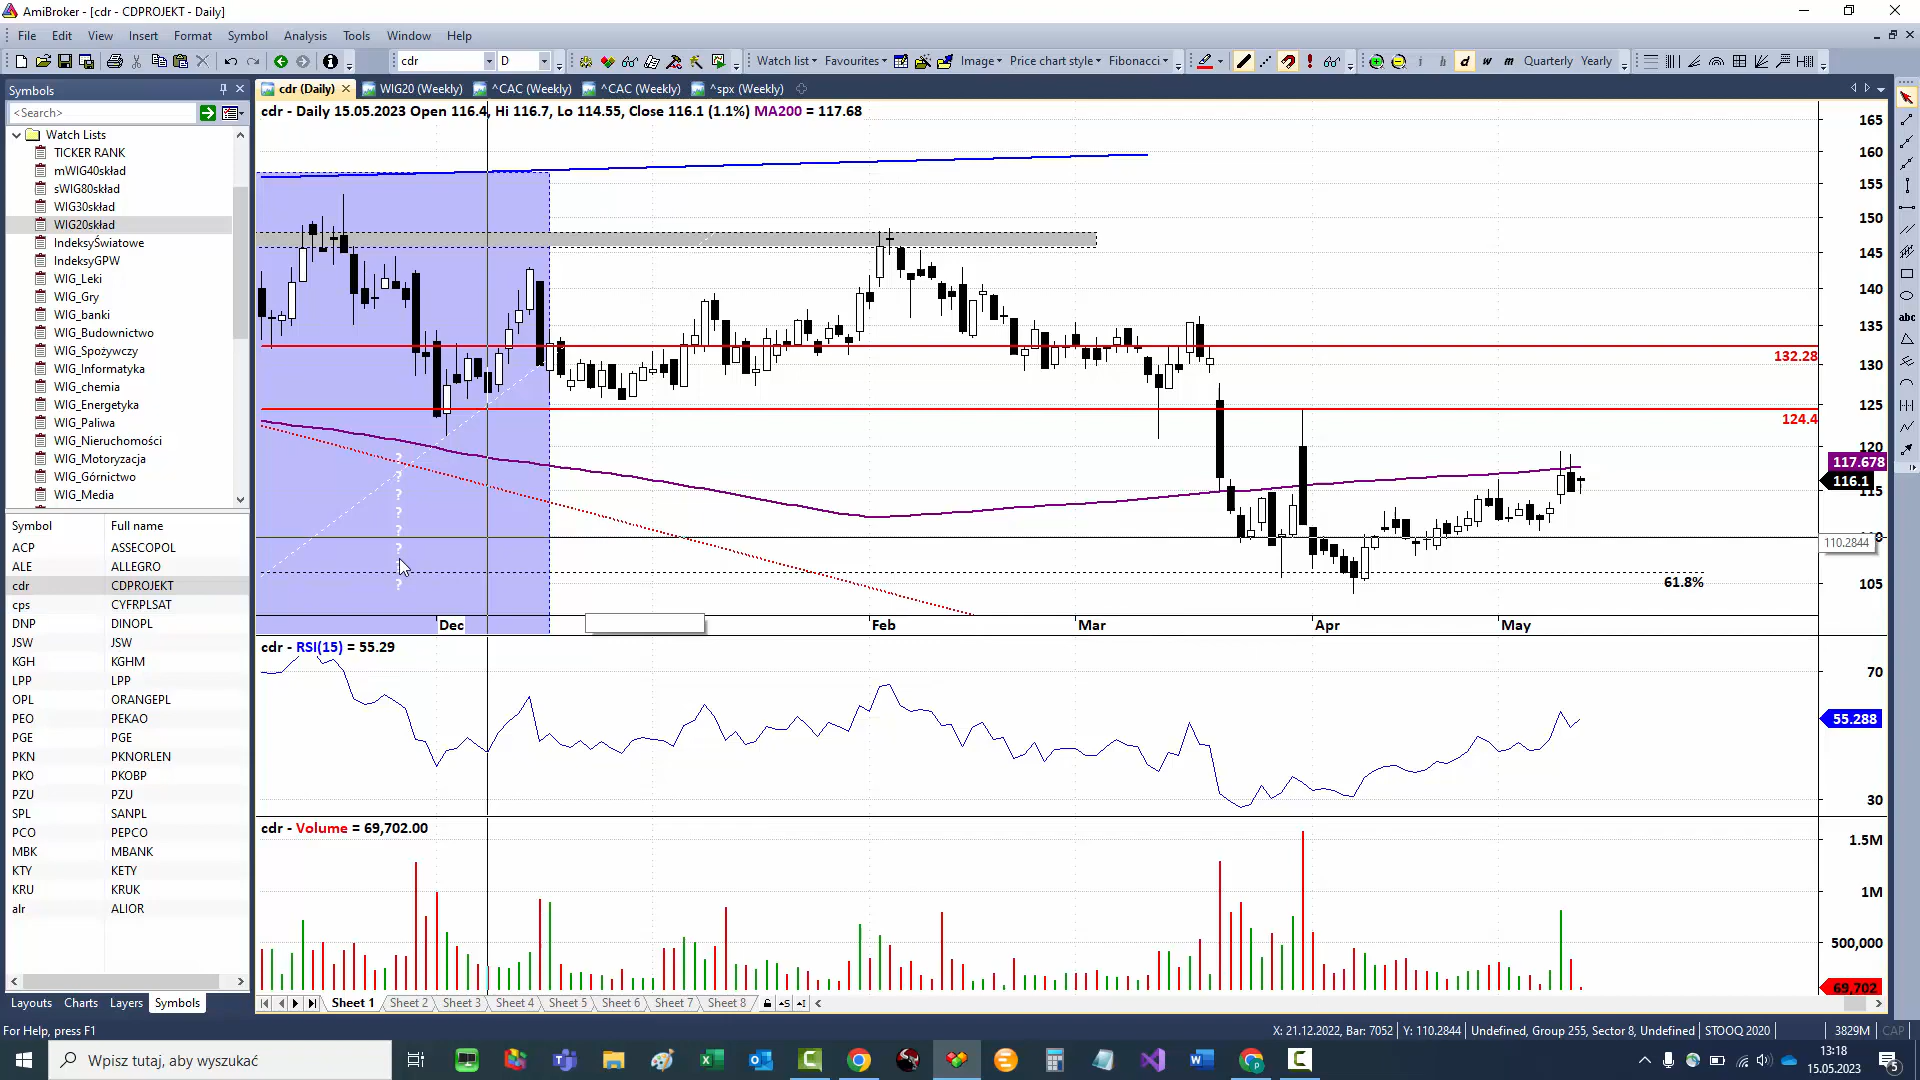 AmiBroker - [cdr - CDPROJEKT - Daily]
File Edit View Insert Format Symbol Analysis Tools Window Help
cdr D Watch list Favourites Image Price chart style Fibonacci i h d w m Quarterly Yearly
Symbols
cdr (Daily) WIG20 (Weekly) ^CAC (Weekly) ^CAC (Weekly) ^spx (Weekly)
<Search>
cdr - Daily 15.05.2023 Open 116.4, Hi 116.7, Lo 114.55, Close 116.1 (1.1%) MA200 = 117.68
Watch Lists
TICKER RANK
mWIG40skład
sWIG80skład
WIG30skład
WIG20skład
IndeksyŚwiatowe
IndeksyGPW
WIG_Leki
WIG_Gry
WIG_banki
WIG_Budownictwo
WIG_Spożywczy
WIG_Informatyka
WIG_chemia
WIG_Energetyka
WIG_Paliwa
WIG_Nieruchomości
WIG_Motoryzacja
WIG_Górnictwo
WIG_Media
Symbol Full name
ACP ASSECOPOL
ALE ALLEGRO
cdr CDPROJEKT
cps CYFRPLSAT
DNP DINOPL
JSW JSW
KGH KGHM
LPP LPP
OPL ORANGEPL
PEO PEKAO
PGE PGE
PKN PKNORLEN
PKO PKOBP
PZU PZU
SPL SANPL
PCO PEPCO
MBK MBANK
KTY KETY
KRU KRUK
alr ALIOR
Layouts Charts Layers Symbols
165
160
155
150
145
140
135
132.28
130
125
124.4
120
117.678
116.1
115
110.2844
61.8%
105
?
?
?
?
?
?
?
?
Dec Feb Mar Apr May
cdr - RSI(15) = 55.29
70
55.288
30
cdr - Volume = 69,702.00
1.5M
1M
500,000
69,702
Sheet 1 Sheet 2 Sheet 3 Sheet 4 Sheet 5 Sheet 6 Sheet 7 Sheet 8
abc
For Help, press F1
X: 21.12.2022, Bar: 7052 Y: 110.2844 Undefined, Group 255, Sector 8, Undefined STOOQ 2020 3829M CAP
Wpisz tutaj, aby wyszukać
13:18
15.05.2023
5